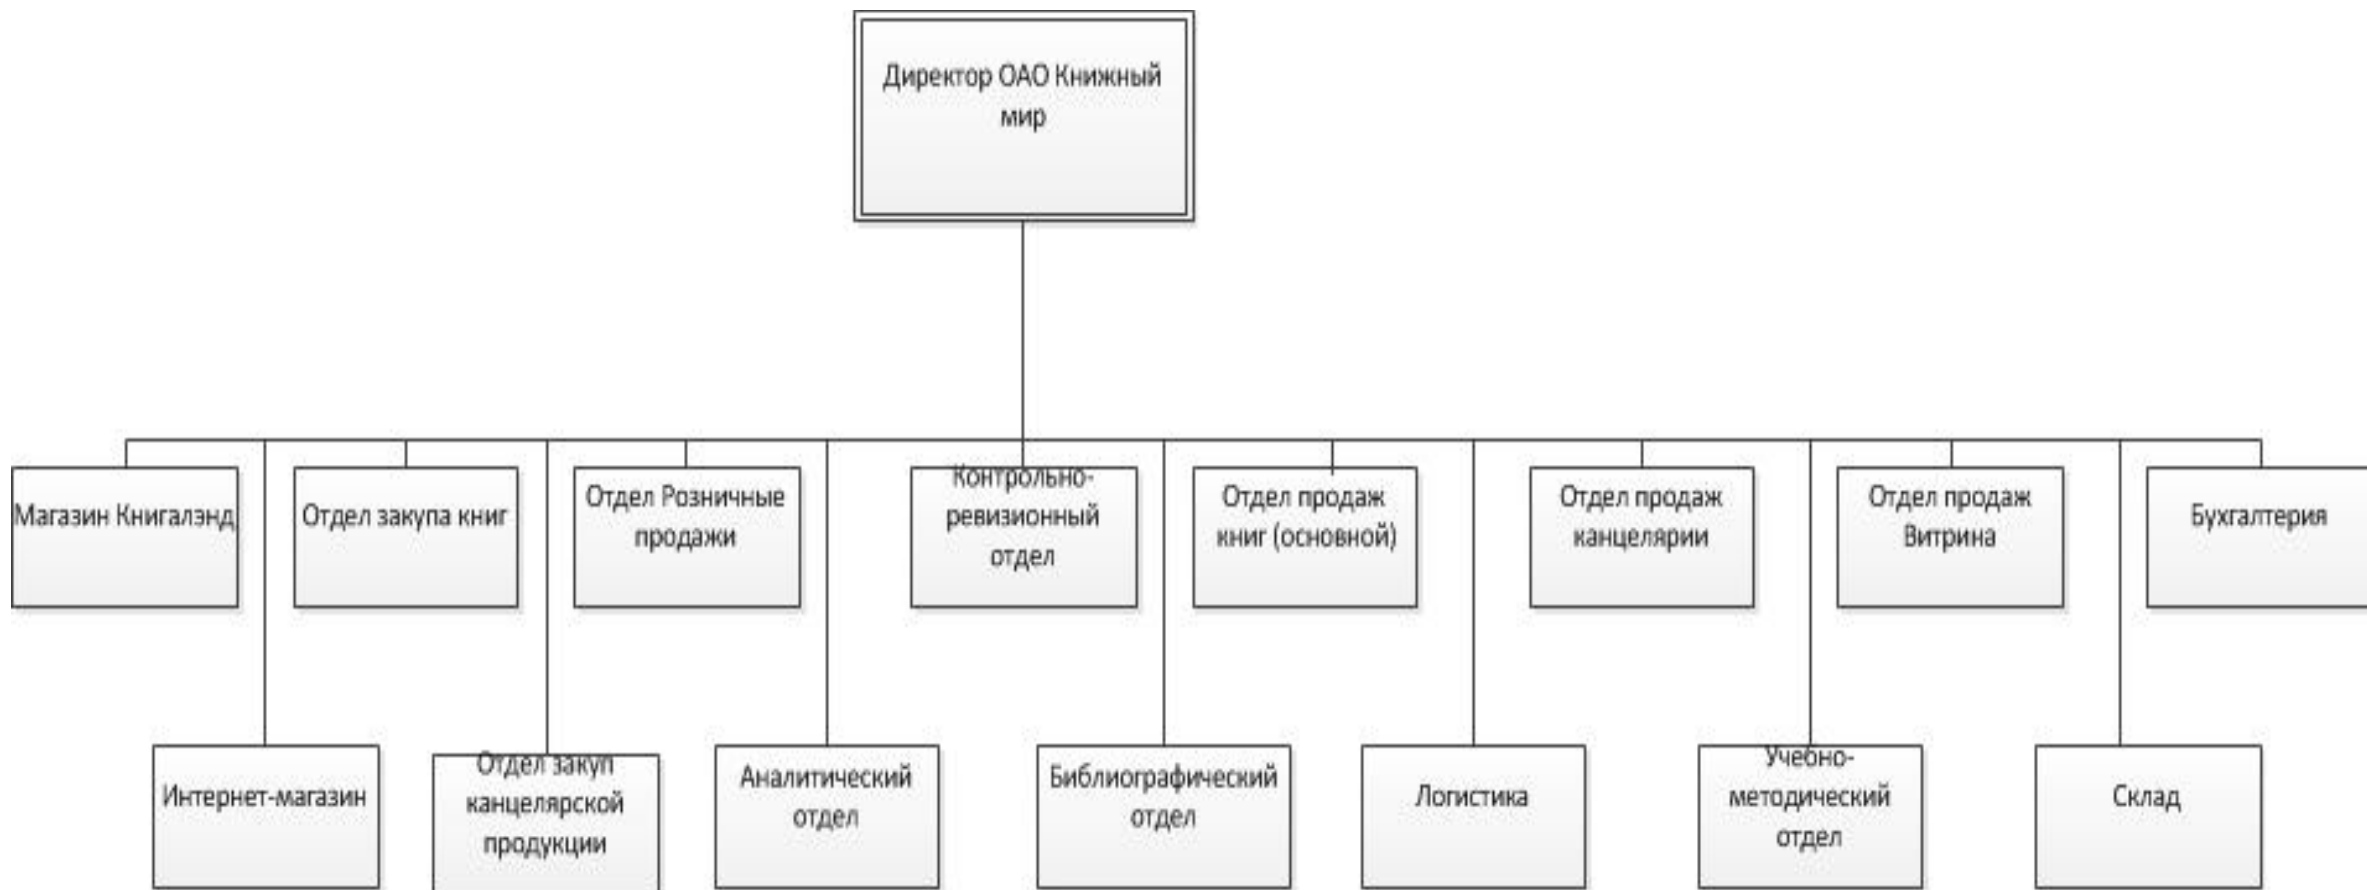 Директор ОАО Книжный
мир
Магазин Книгалэнд
Отдел закупа книг
Отдел Розничные
продажи
Контрольно-
ревизионный
отдел
Отдел продаж
книг (основной)
Отдел продаж
канцелярии
Отдел продаж
Витрина
Бухгалтерия
Интернет-магазин
Отдел закуп
канцелярской
продукции
Аналитический
отдел
Библиографический
отдел
Логистика
Учебно-
методический
отдел
Склад